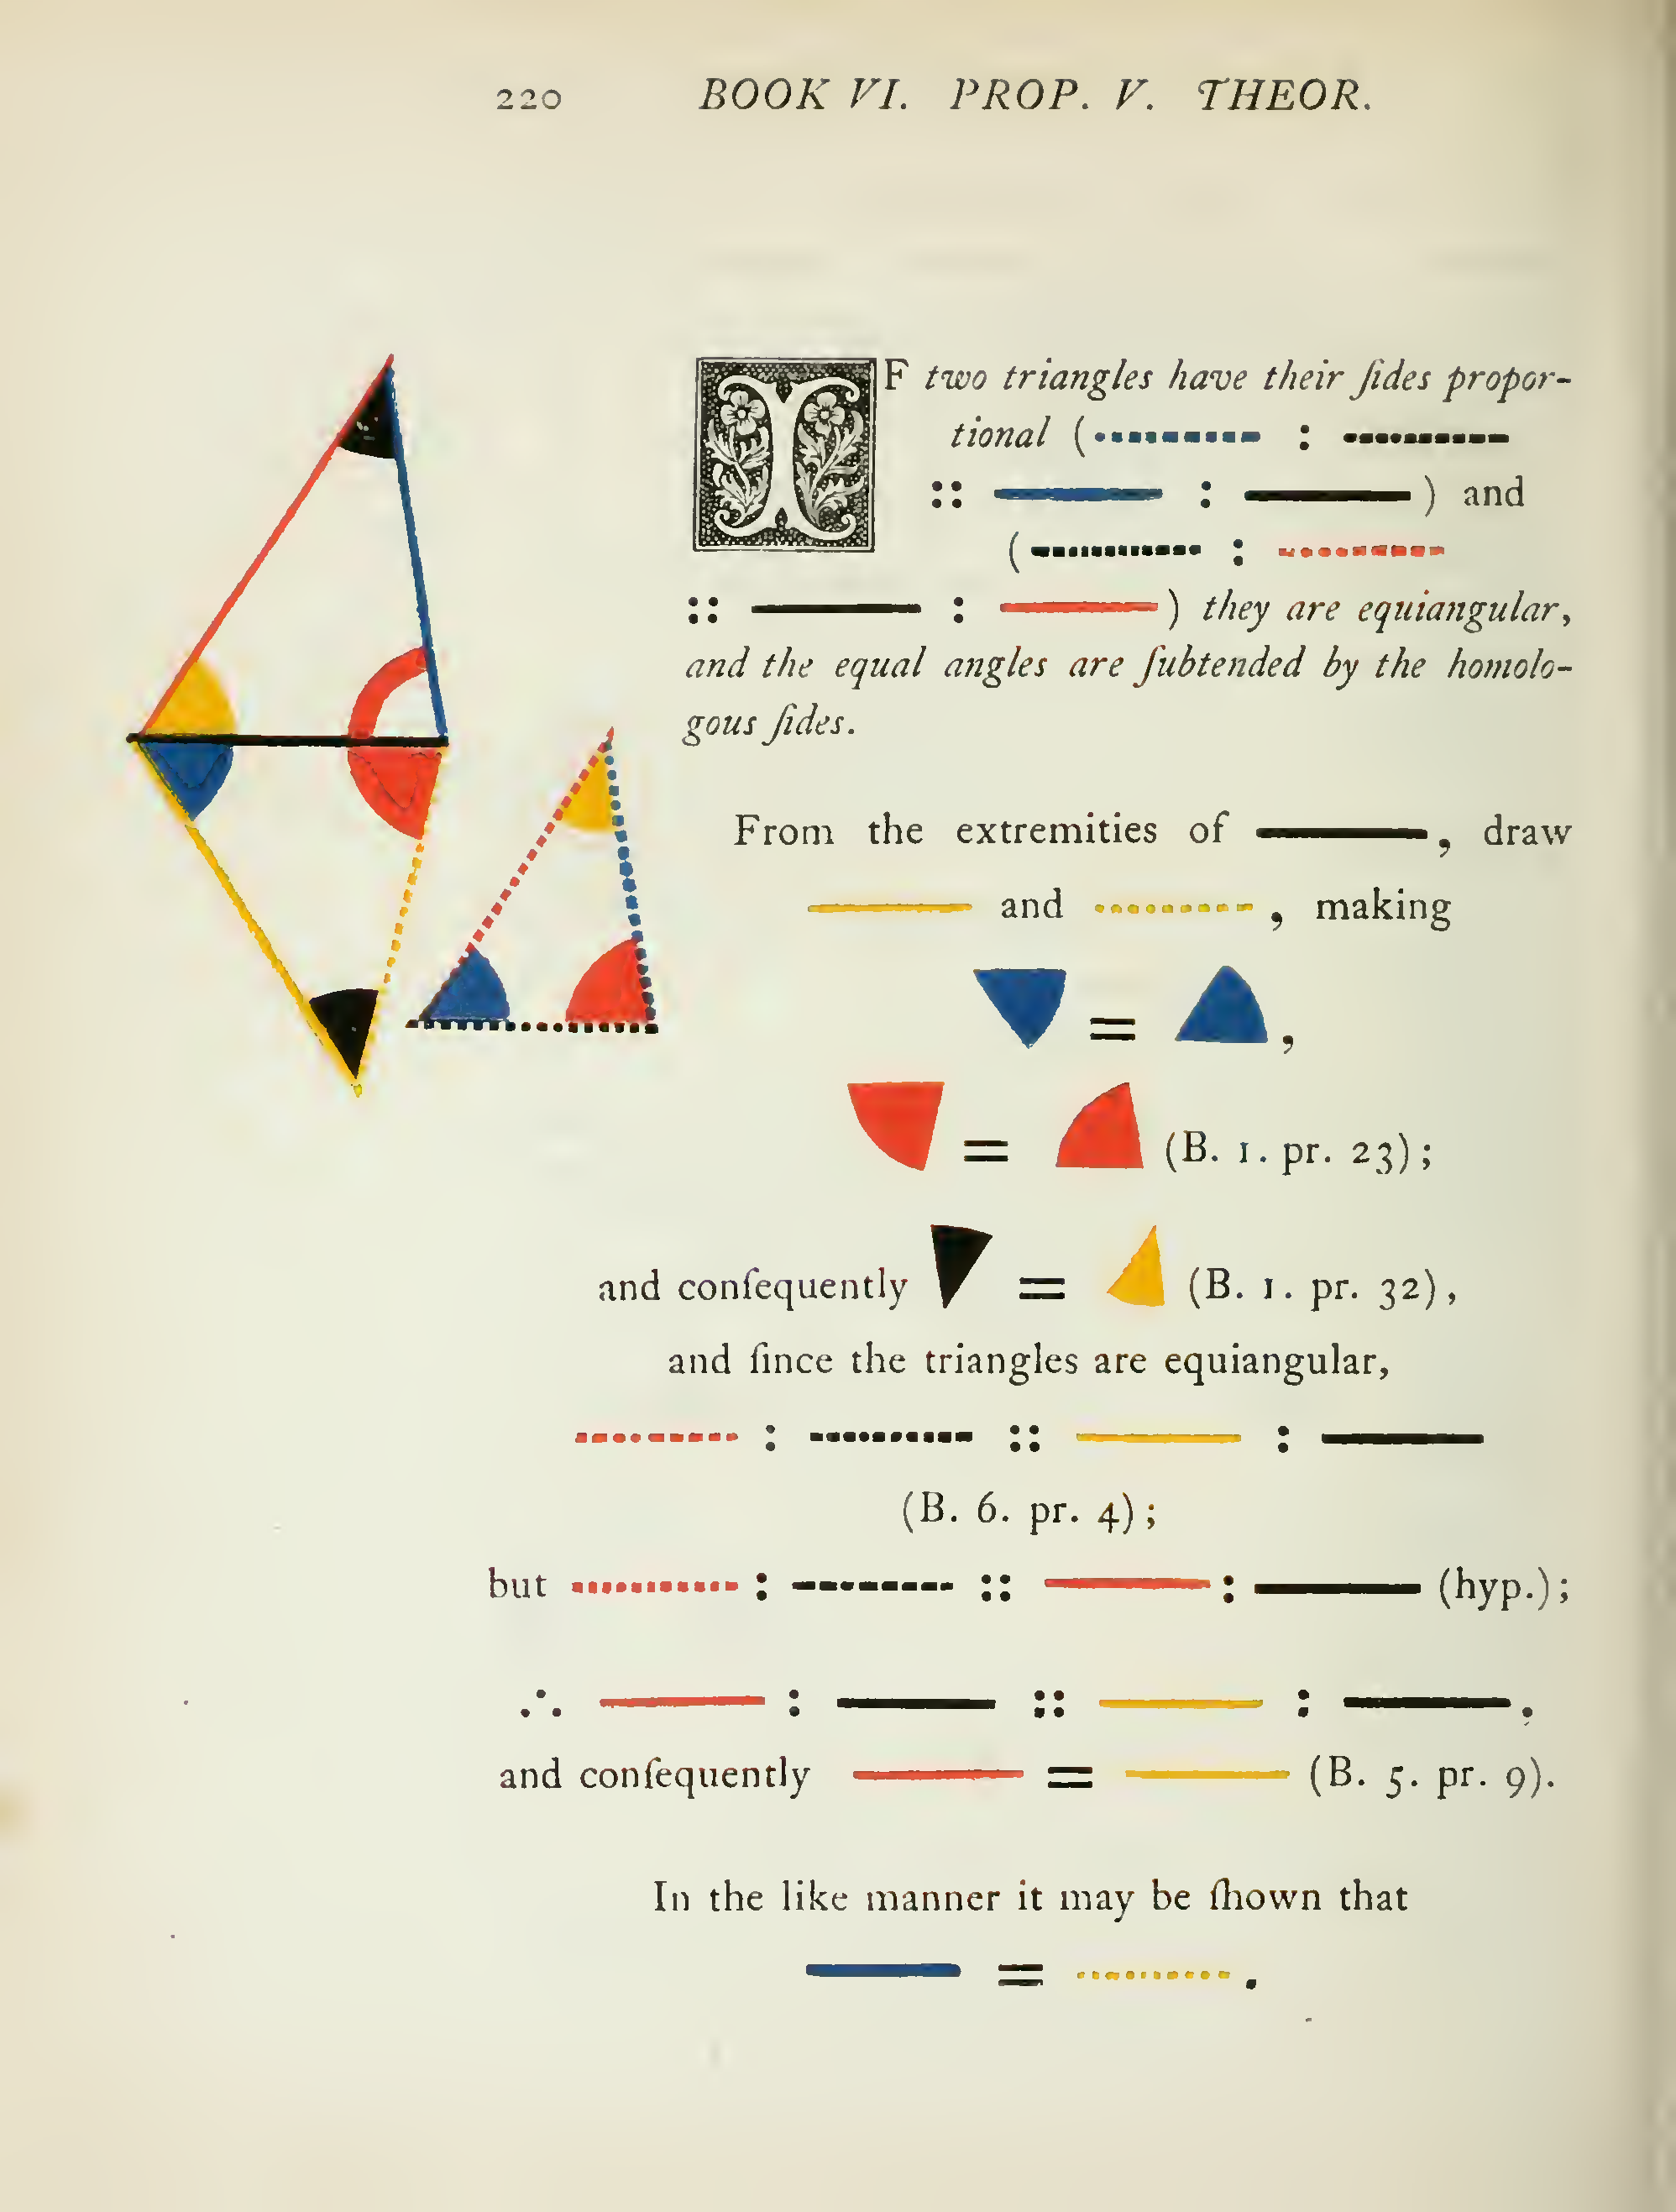 220 BOOK VI. PROP. V. THEOR.
IF two triangles have their ſides propor-
tional ( :
:: : ) and
( :
:: : ) they are equiangular,
and the equal angles are ſubtended by the homolo-
gous ſides.
From the extremities of , draw
and , making
= ,
= (B. 1. pr. 23);
and conſequently = (B. 1. pr. 32),
and ſince the triangles are equiangular,
: :: :
(B. 6. pr. 4);
but : :: : (hyp.);
∴ : :: : ,
and conſequently = (B. 5. pr. 9).
In the like manner it may be ſhown that
= .